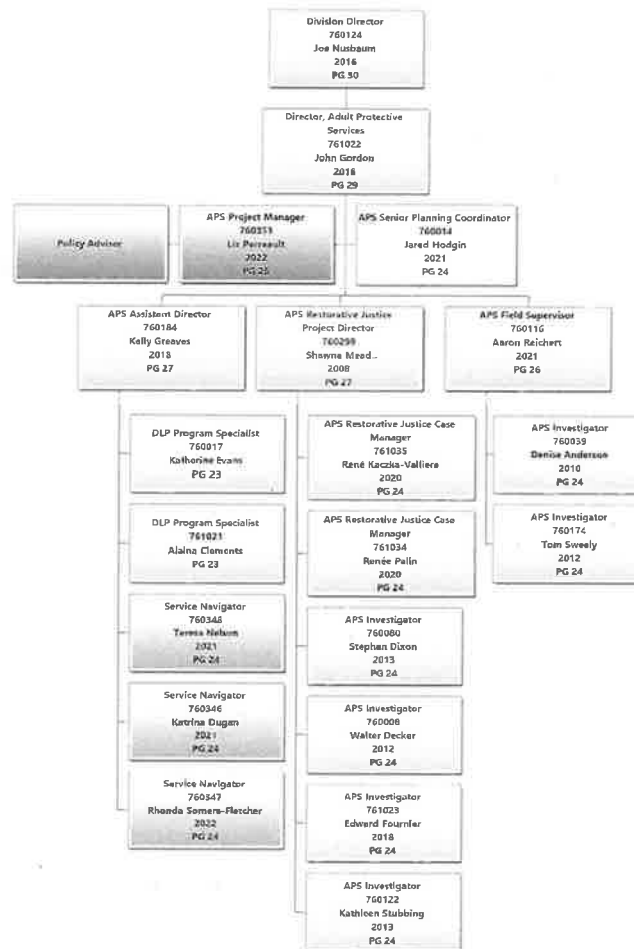 Division Director
760124
Joe Nusbaum
2016
PG 30
Director, Adult Protective
Services
761022
John Gordon
2016
PG 29
Policy Advisor
APS Project Manager
760351
Liz Perreault
2022
PG 25
APS Senior Planning Coordinator
760014
Jared Hodgin
2021
PG 24
APS Assistant Director
760184
Kelly Greaves
2018
PG 27
APS Restorative Justice
Project Director
760299
Shawna Mead..
2008
PG 27
APS Field Supervisor
760116
Aaron Reichert
2021
PG 26
DLP Program Specialist
760017
Katherine Evans
PG 23
DLP Program Specialist
761021
Alaina Clements
PG 23
Service Navigator
760348
Teresa Nelson
2021
PG 24
Service Navigator
760346
Katrina Dugan
2021
PG 24
Service Navigator
760347
Rhonda Somers-Fletcher
2022
PG 24
APS Restorative Justice Case
Manager
761035
René Kaczka-Valliere
2020
PG 24
APS Restorative Justice Case
Manager
761034
Renée Palin
2020
PG 24
APS Investigator
760080
Stephan Dixon
2013
PG 24
APS Investigator
760008
Walter Decker
2012
PG 24
APS Investigator
761023
Edward Fournier
2018
PG 24
APS Investigator
760122
Kathleen Stubbing
2013
PG 24
APS Investigator
760039
Denise Anderson
2010
PG 24
APS Investigator
760174
Tom Sweely
2012
PG 24